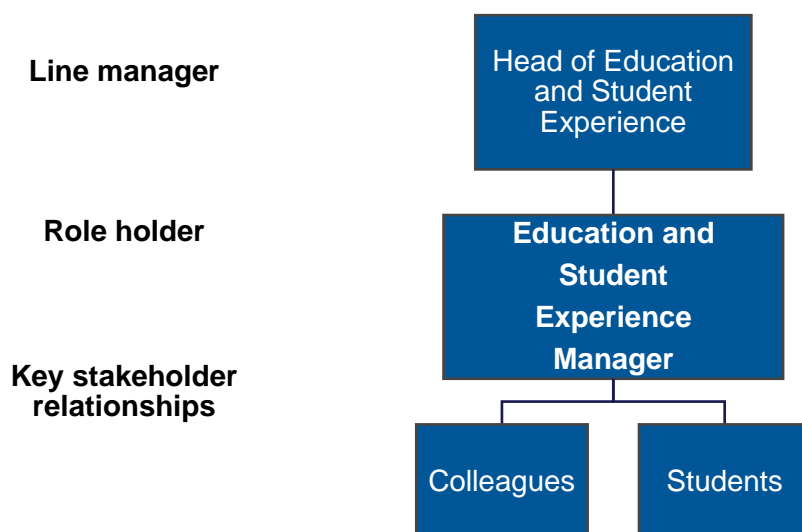 Line manager
Head of Education
and Student
Experience
Role holder
Education and
Student
Experience
Manager
Key stakeholder
relationships
Colleagues
Students